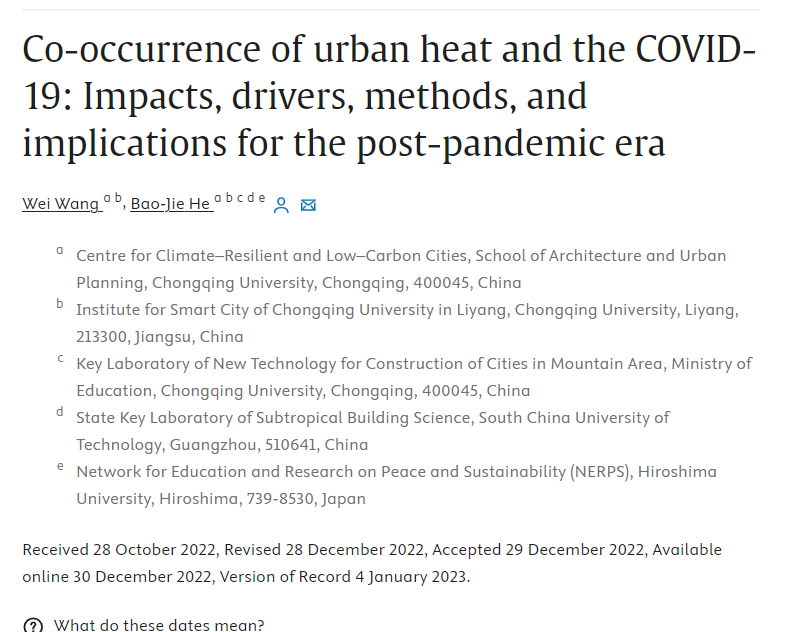 Co-occurrence of urban heat and the COVID-
19: Impacts, drivers, methods, and
implications for the post-pandemic era
Wei Wang a b, Bao-Jie He a b c d e
a Centre for Climate–Resilient and Low–Carbon Cities, School of Architecture and Urban
Planning, Chongqing University, Chongqing, 400045, China
b Institute for Smart City of Chongqing University in Liyang, Chongqing University, Liyang,
213300, Jiangsu, China
c Key Laboratory of New Technology for Construction of Cities in Mountain Area, Ministry of
Education, Chongqing University, Chongqing, 400045, China
d State Key Laboratory of Subtropical Building Science, South China University of
Technology, Guangzhou, 510641, China
e Network for Education and Research on Peace and Sustainability (NERPS), Hiroshima
University, Hiroshima, 739-8530, Japan
Received 28 October 2022, Revised 28 December 2022, Accepted 29 December 2022, Available
online 30 December 2022, Version of Record 4 January 2023.
? What do these dates mean?